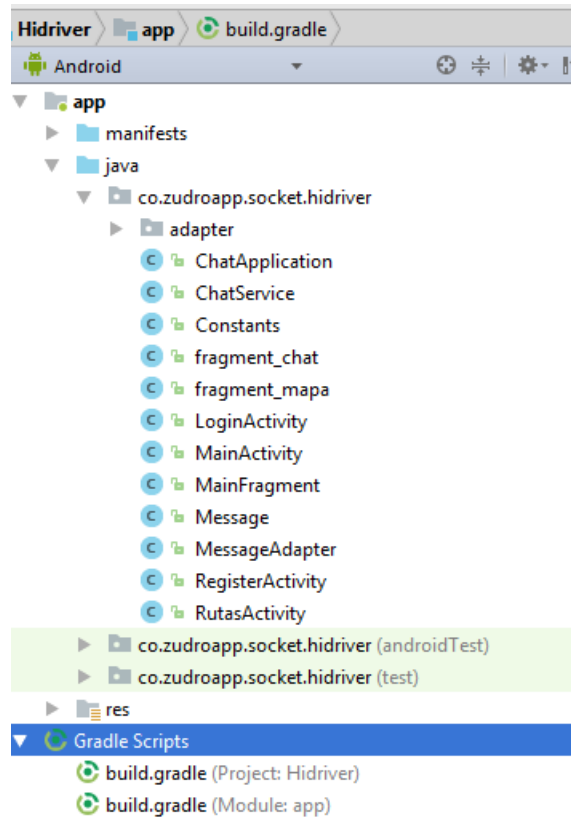 Hidriver app build.gradle
Android
app
manifests
java
co.zudroapp.socket.hidriver
adapter
C ChatApplication
C ChatService
C Constants
C fragment_chat
C fragment_mapa
C LoginActivity
C MainActivity
C MainFragment
C Message
C MessageAdapter
C RegisterActivity
C RutasActivity
co.zudroapp.socket.hidriver (androidTest)
co.zudroapp.socket.hidriver (test)
res
Gradle Scripts
build.gradle (Project: Hidriver)
build.gradle (Module: app)